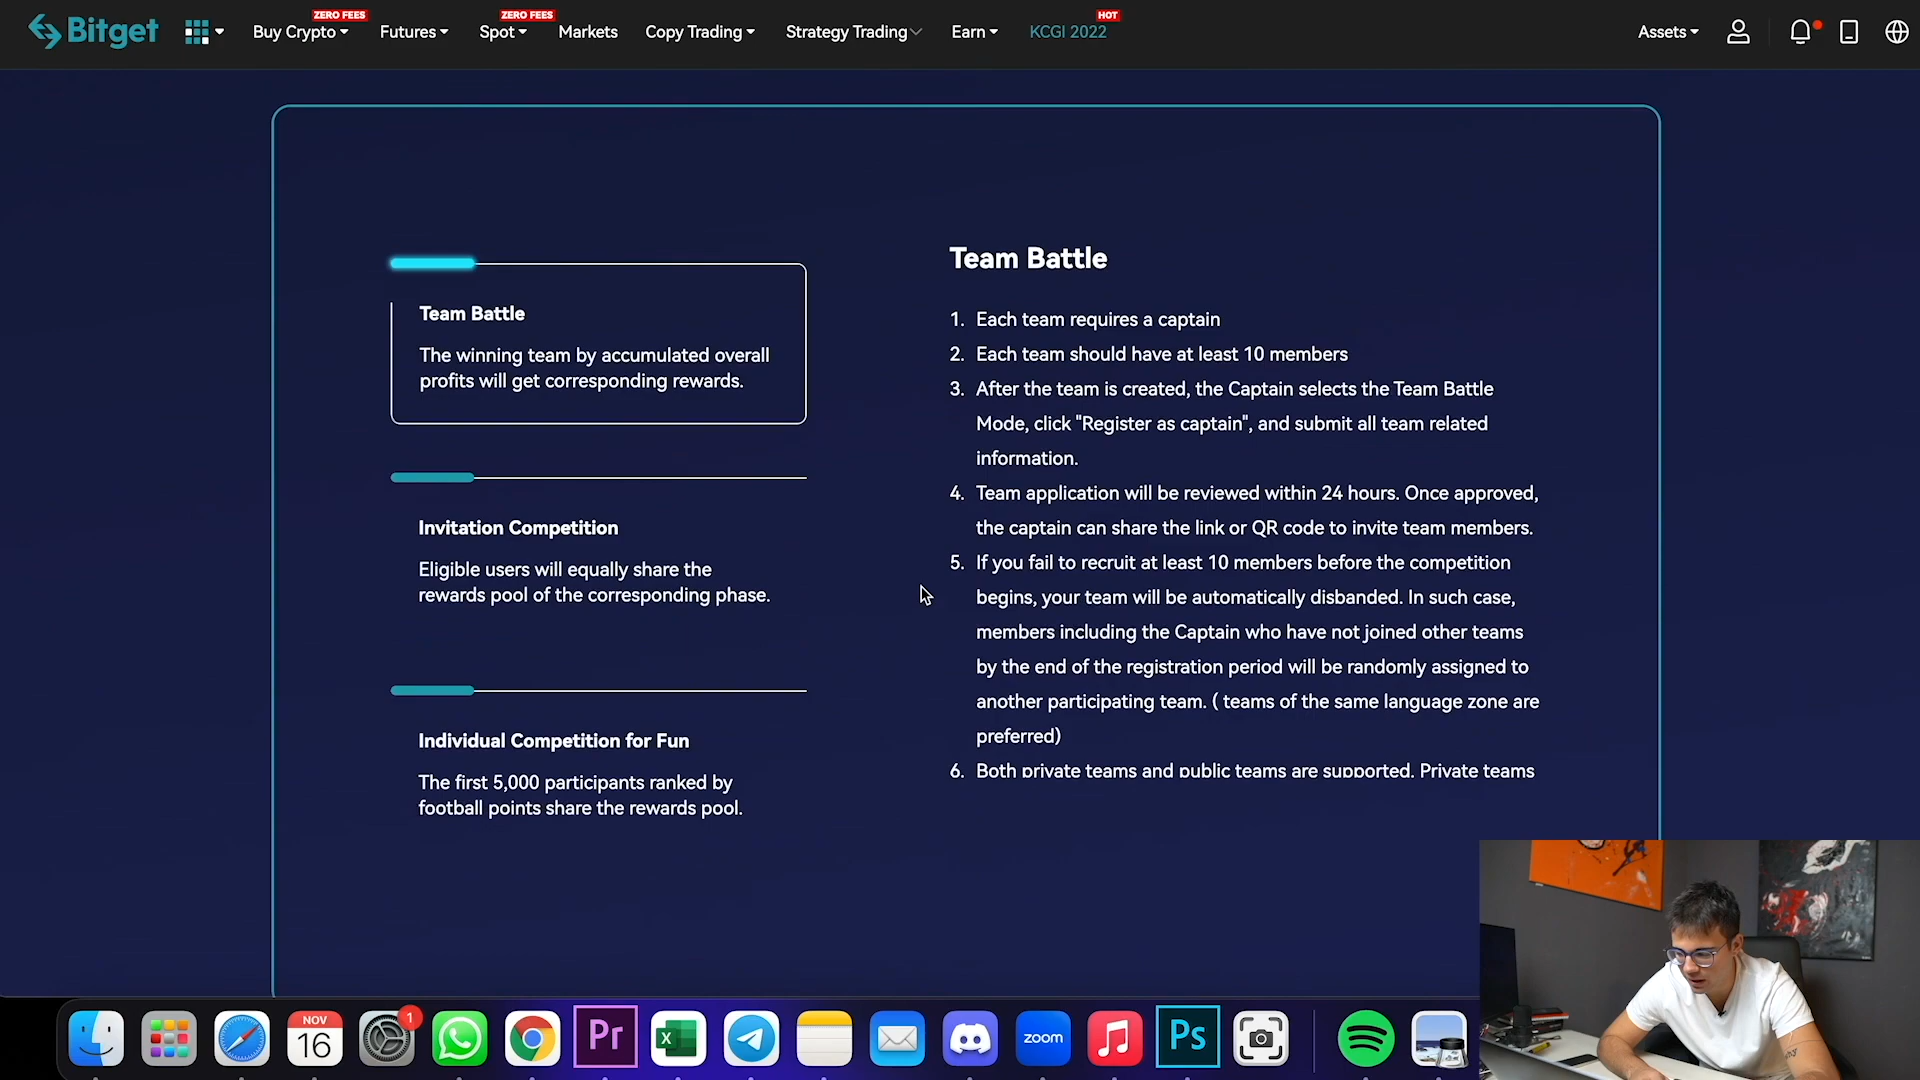 Bitget
Buy Crypto
ZERO FEES
Futures
Spot
ZERO FEES
Markets
Copy Trading
Strategy Trading
Earn
KCGI 2022
HOT
Assets
Team Battle
The winning team by accumulated overall
profits will get corresponding rewards.
Invitation Competition
Eligible users will equally share the
rewards pool of the corresponding phase.
Individual Competition for Fun
The first 5,000 participants ranked by
football points share the rewards pool.
Team Battle
1. Each team requires a captain
2. Each team should have at least 10 members
3. After the team is created, the Captain selects the Team Battle
Mode, click "Register as captain", and submit all team related
information.
4. Team application will be reviewed within 24 hours. Once approved,
the captain can share the link or QR code to invite team members.
5. If you fail to recruit at least 10 members before the competition
begins, your team will be automatically disbanded. In such case,
members including the Captain who have not joined other teams
by the end of the registration period will be randomly assigned to
another participating team. ( teams of the same language zone are
preferred)
6. Both private teams and public teams are supported. Private teams
NOV
16
1
Pr
X
zoom
Ps